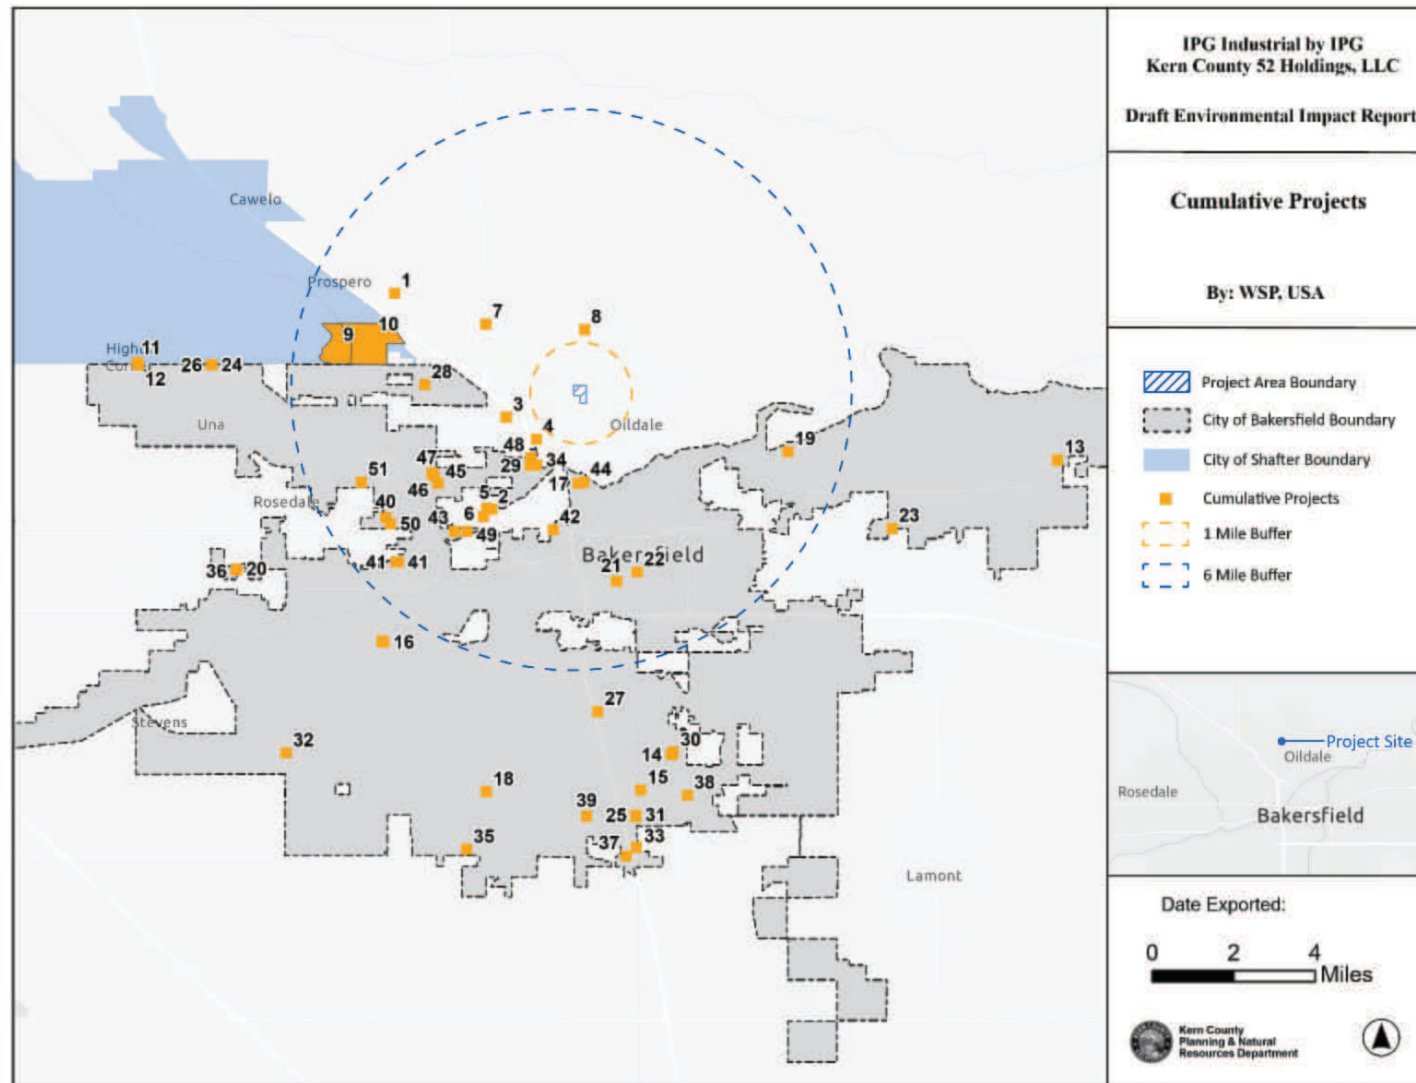 IPG Industrial by IPG
Kern County 52 Holdings, LLC
Draft Environmental Impact Report
Cumulative Projects
By: WSP, USA
Project Area Boundary
City of Bakersfield Boundary
City of Shafter Boundary
Cumulative Projects
1 Mile Buffer
6 Mile Buffer
Project Site
Oildale
Rosedale
Bakersfield
Date Exported:
0 2 4
Miles
Kern County
Planning & Natural
Resources Department
Cawelo
Prospero
1
7
8
9
10
11
12
26
24
28
Una
3
4
Oildale
48
29
34
47
45
46
51
19
13
44
17
5
2
6
Rosedale
40
50
43
49
42
23
Bakersfield
41
41
36
20
21
22
16
27
Stevens
32
30
14
18
15
38
39
25
31
35
33
37
Lamont